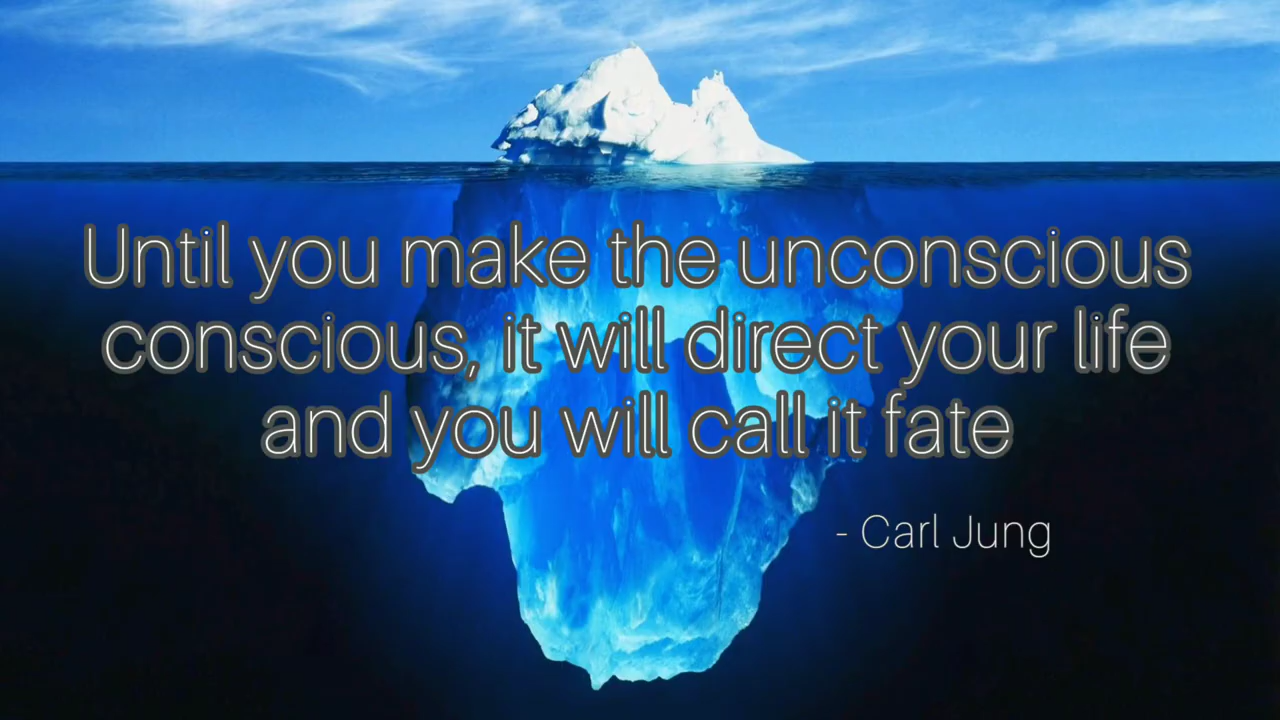 Until you make the unconscious
conscious, it will direct your life
and you will call it fate
- Carl Jung